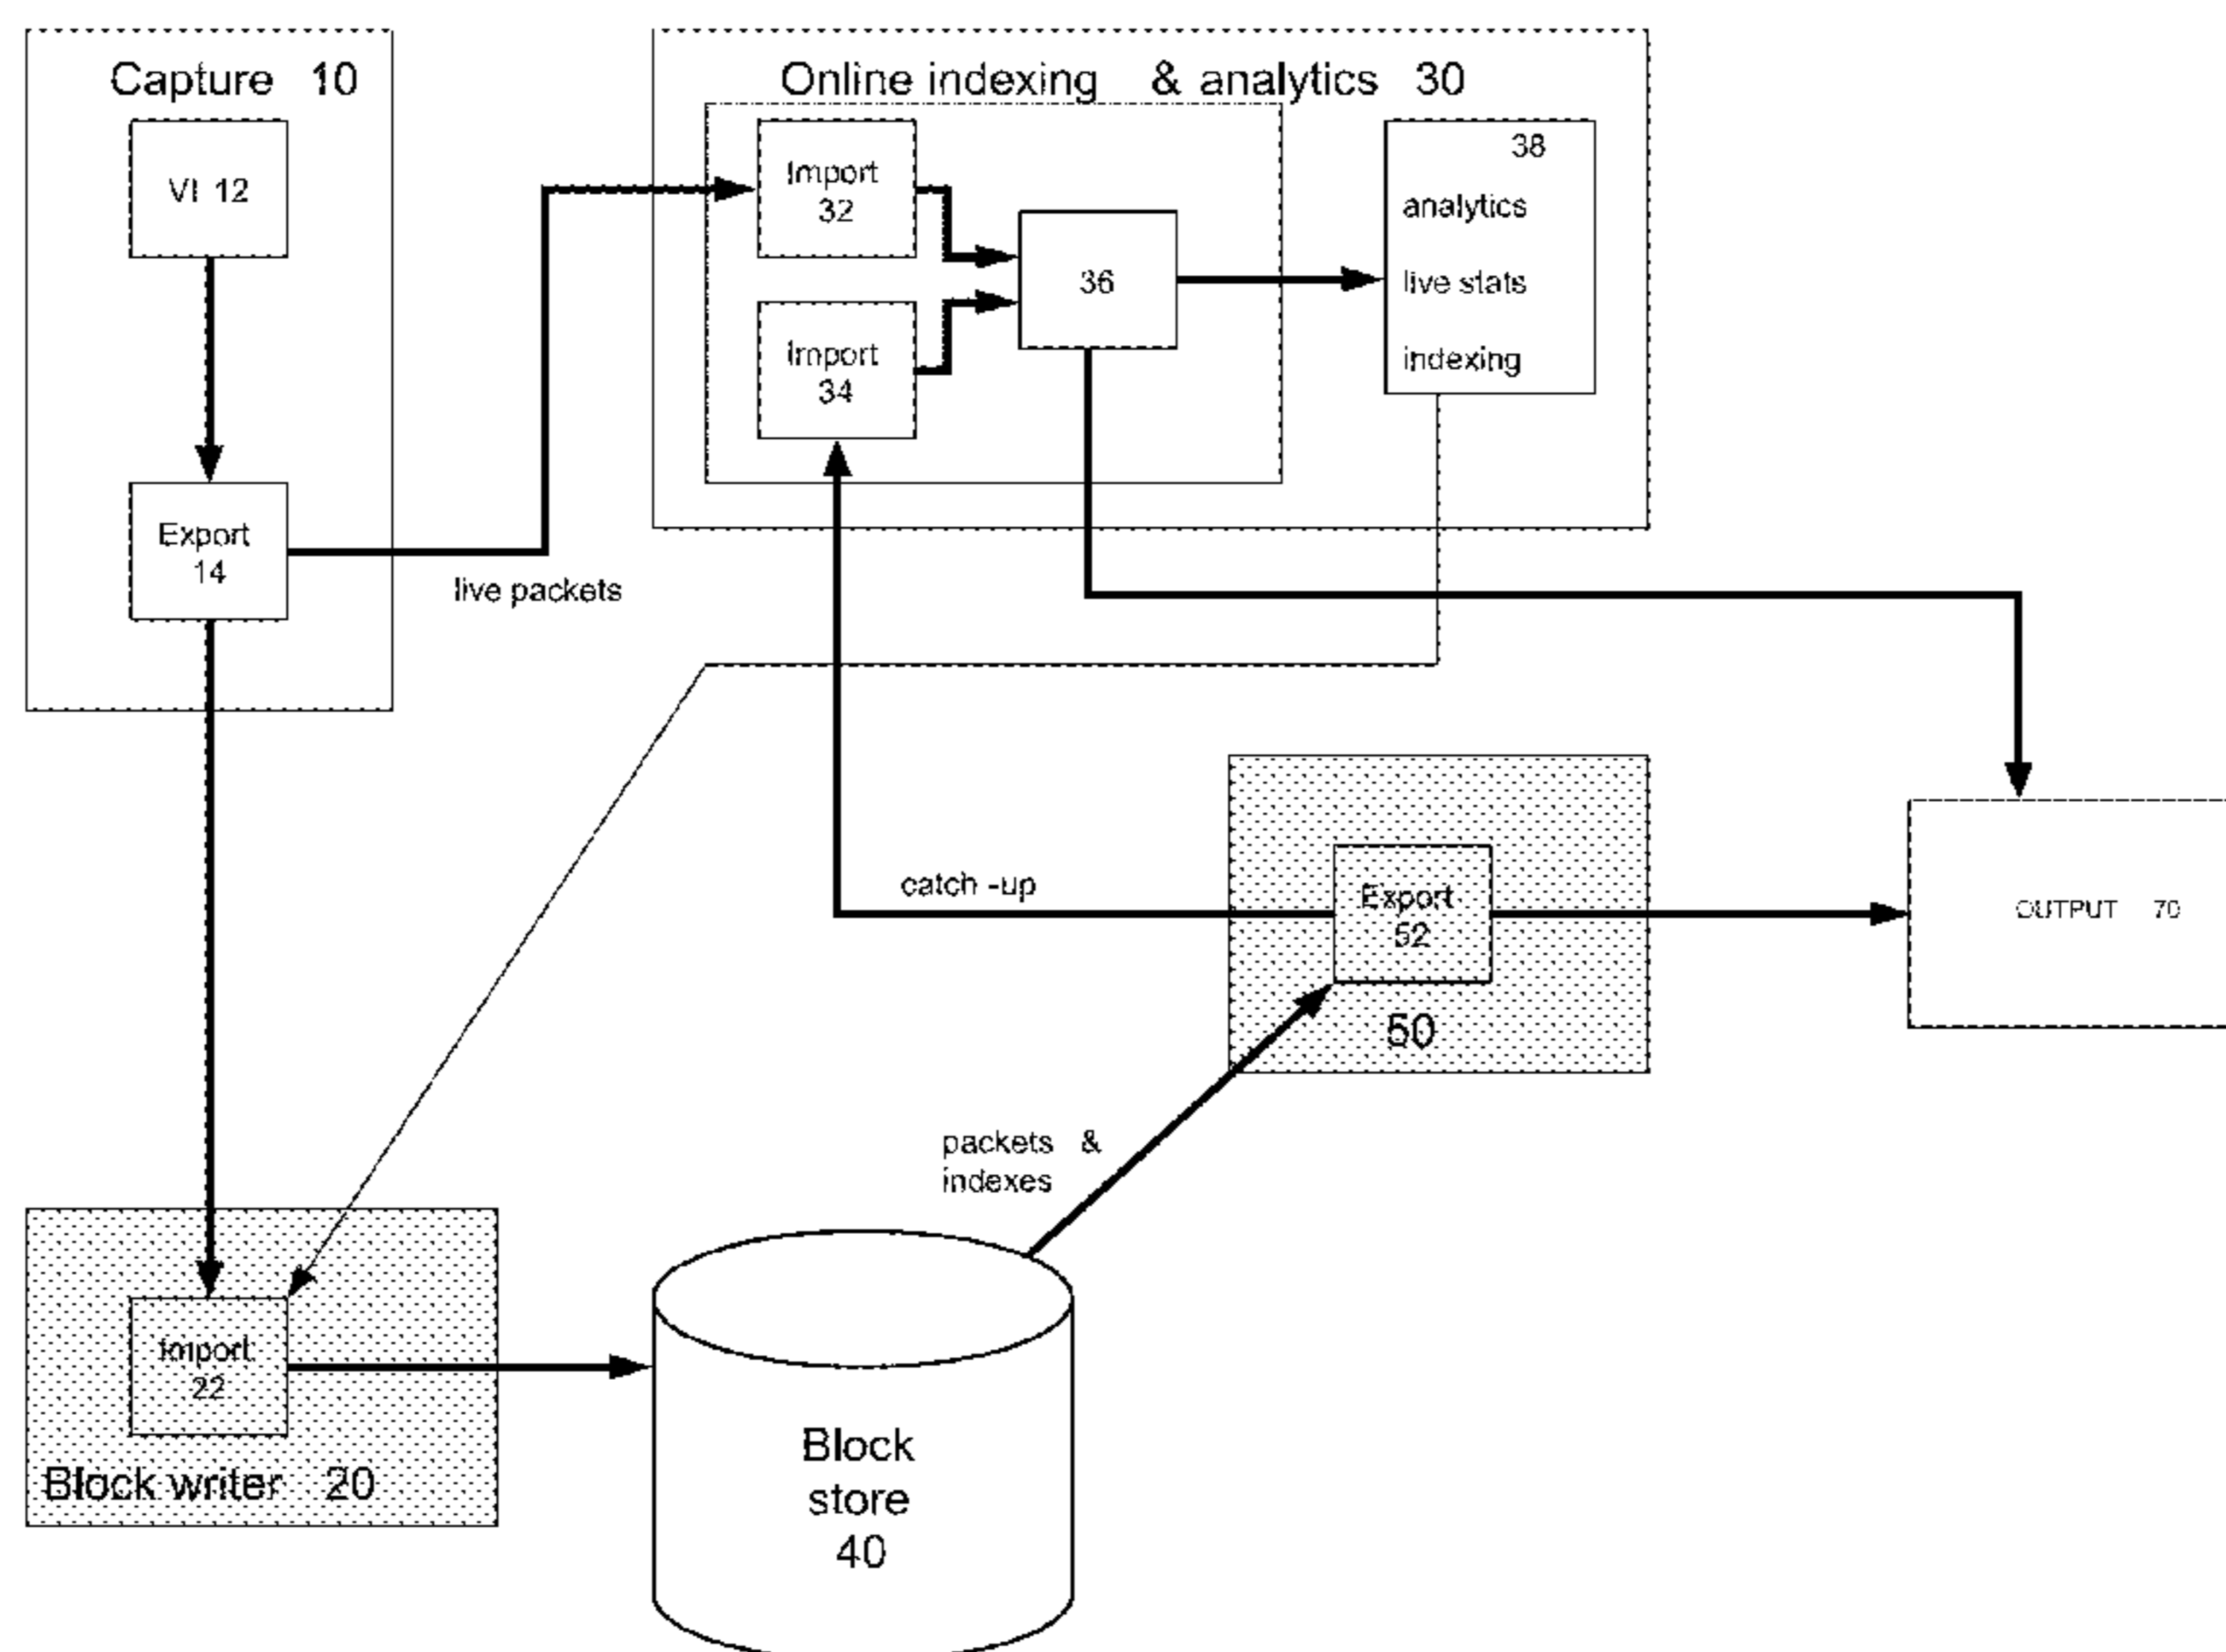 Capture 10
VI 12
Export
14
live packets
Online indexing & analytics 30
Import
32
Import
34
36
38
analytics
live stats
indexing
catch -up
Export
52
50
OUTPUT 70
packets &
indexes
Import
22
Block writer 20
Block
store
40